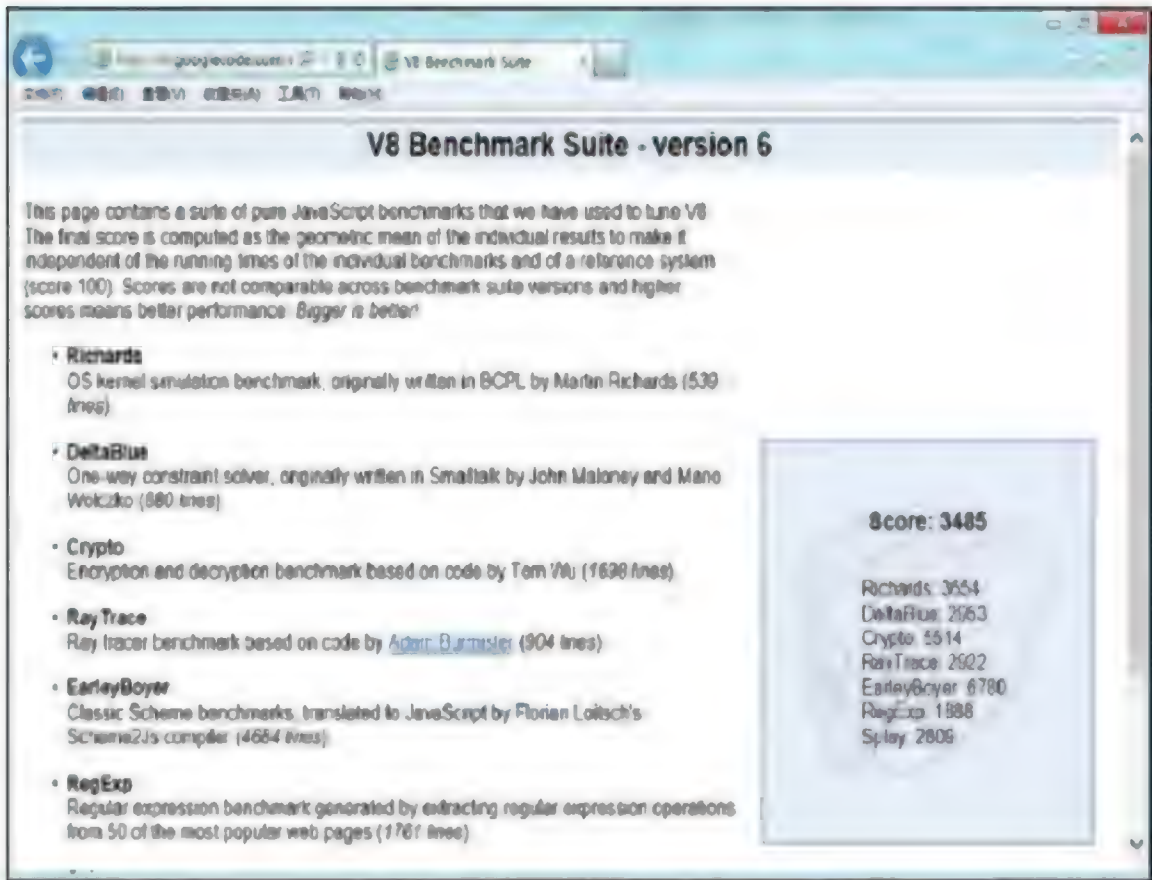 googlecode.com
V8 Benchmark Suite
工具(T)
V8 Benchmark Suite - version 6
This page contains a suite of pure JavaScript benchmarks that we have used to tune V8.
The final score is computed as the geometric mean of the individual results to make it
independent of the running times of the individual benchmarks and of a reference system
(score 100). Scores are not comparable across benchmark suite versions and higher
scores means better performance. Bigger is better!
• Richards
OS kernel simulation benchmark, originally written in BCPL by Martin Richards (539
lines).
• DeltaBlue
One-way constraint solver, originally written in Smalltalk by John Maloney and Mario
Wolczko (880 lines).
• Crypto
Encryption and decryption benchmark based on code by Tom Wu (1698 lines).
• RayTrace
Ray tracer benchmark based on code by Adam Burmister (904 lines).
• EarleyBoyer
Classic Scheme benchmarks, translated to JavaScript by Florian Loitsch's
Scheme2Js compiler (4684 lines).
• RegExp
Regular expression benchmark generated by extracting regular expression operations
from 50 of the most popular web pages (1761 lines).
Score: 3485
Richards: 3554
DeltaBlue:
Crypto: 5514
RayTrace: 2922
EarleyBoyer: 6780
RegExp: 1888
Splay: 2809